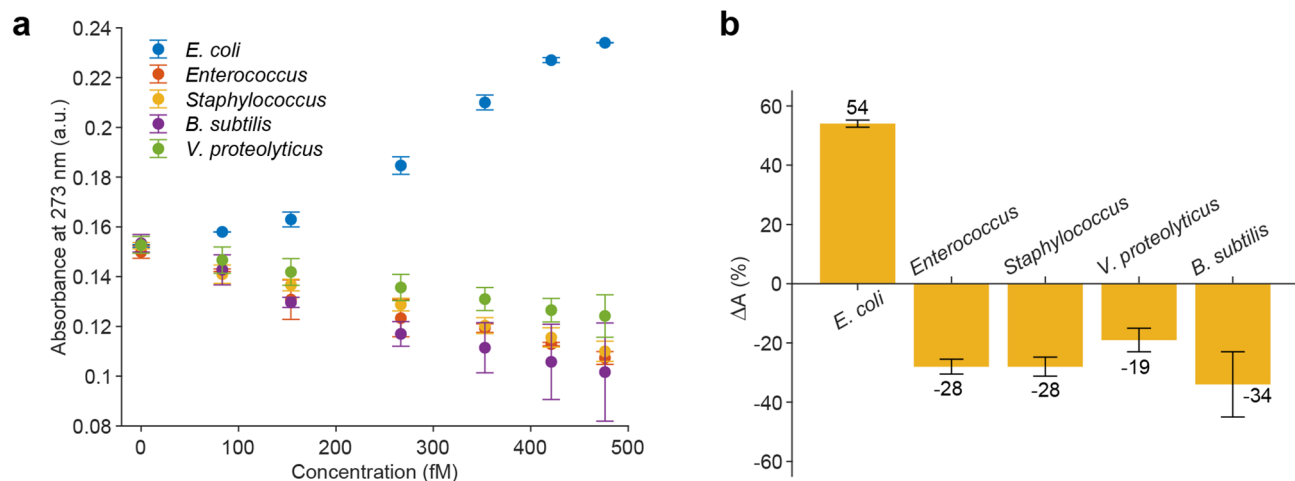 a
0.24
0.22
0.2
0.18
0.16
0.14
0.12
0.1
0.08
Absorbance at 273 nm (a.u.)
E. coli
Enterococcus
Staphylococcus
B. subtilis
V. proteolyticus
0
100
200
300
400
500
Concentration (fM)
b
60
40
20
0
-20
-40
-60
ΔA (%)
54
E. coli
Enterococcus
Staphylococcus
V. proteolyticus
B. subtilis
-28
-28
-19
-34